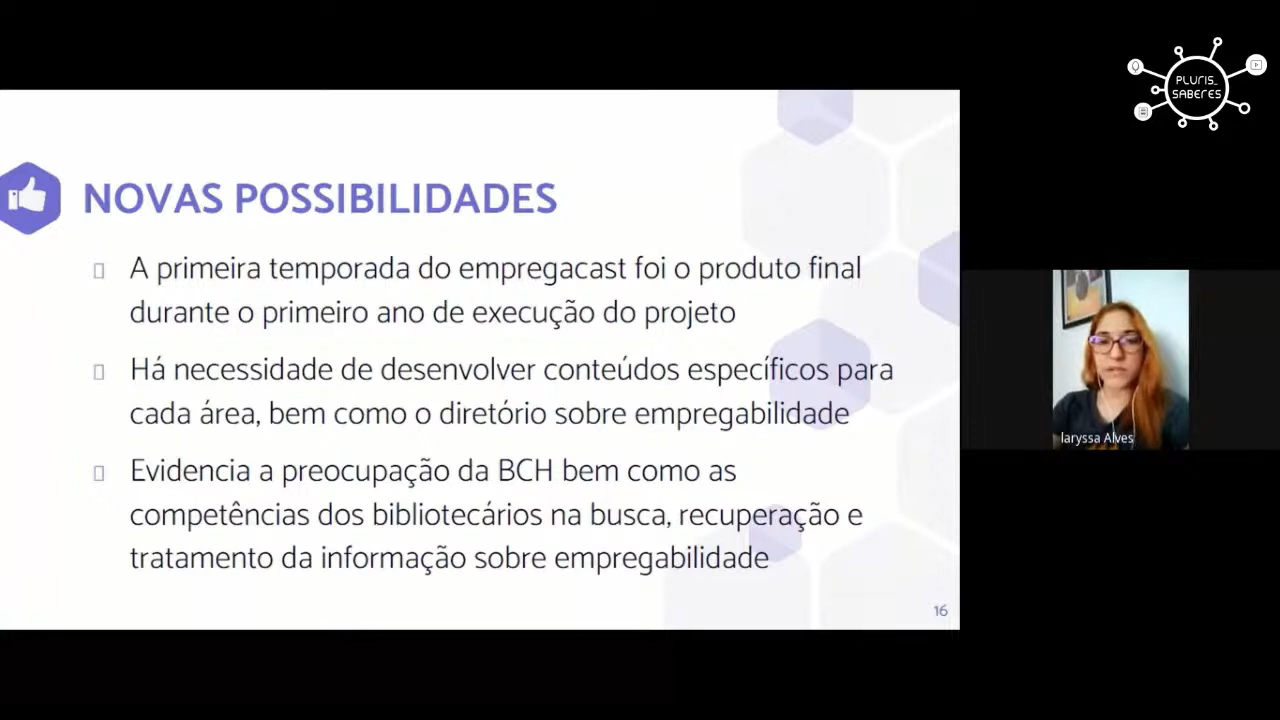 PLURIS_
SABERES
NOVAS POSSIBILIDADES
A primeira temporada do empregacast foi o produto final
durante o primeiro ano de execução do projeto
Há necessidade de desenvolver conteúdos específicos para
cada área, bem como o diretório sobre empregabilidade
Evidencia a preocupação da BCH bem como as
competências dos bibliotecários na busca, recuperação e
tratamento da informação sobre empregabilidade
16
laryssa Alves